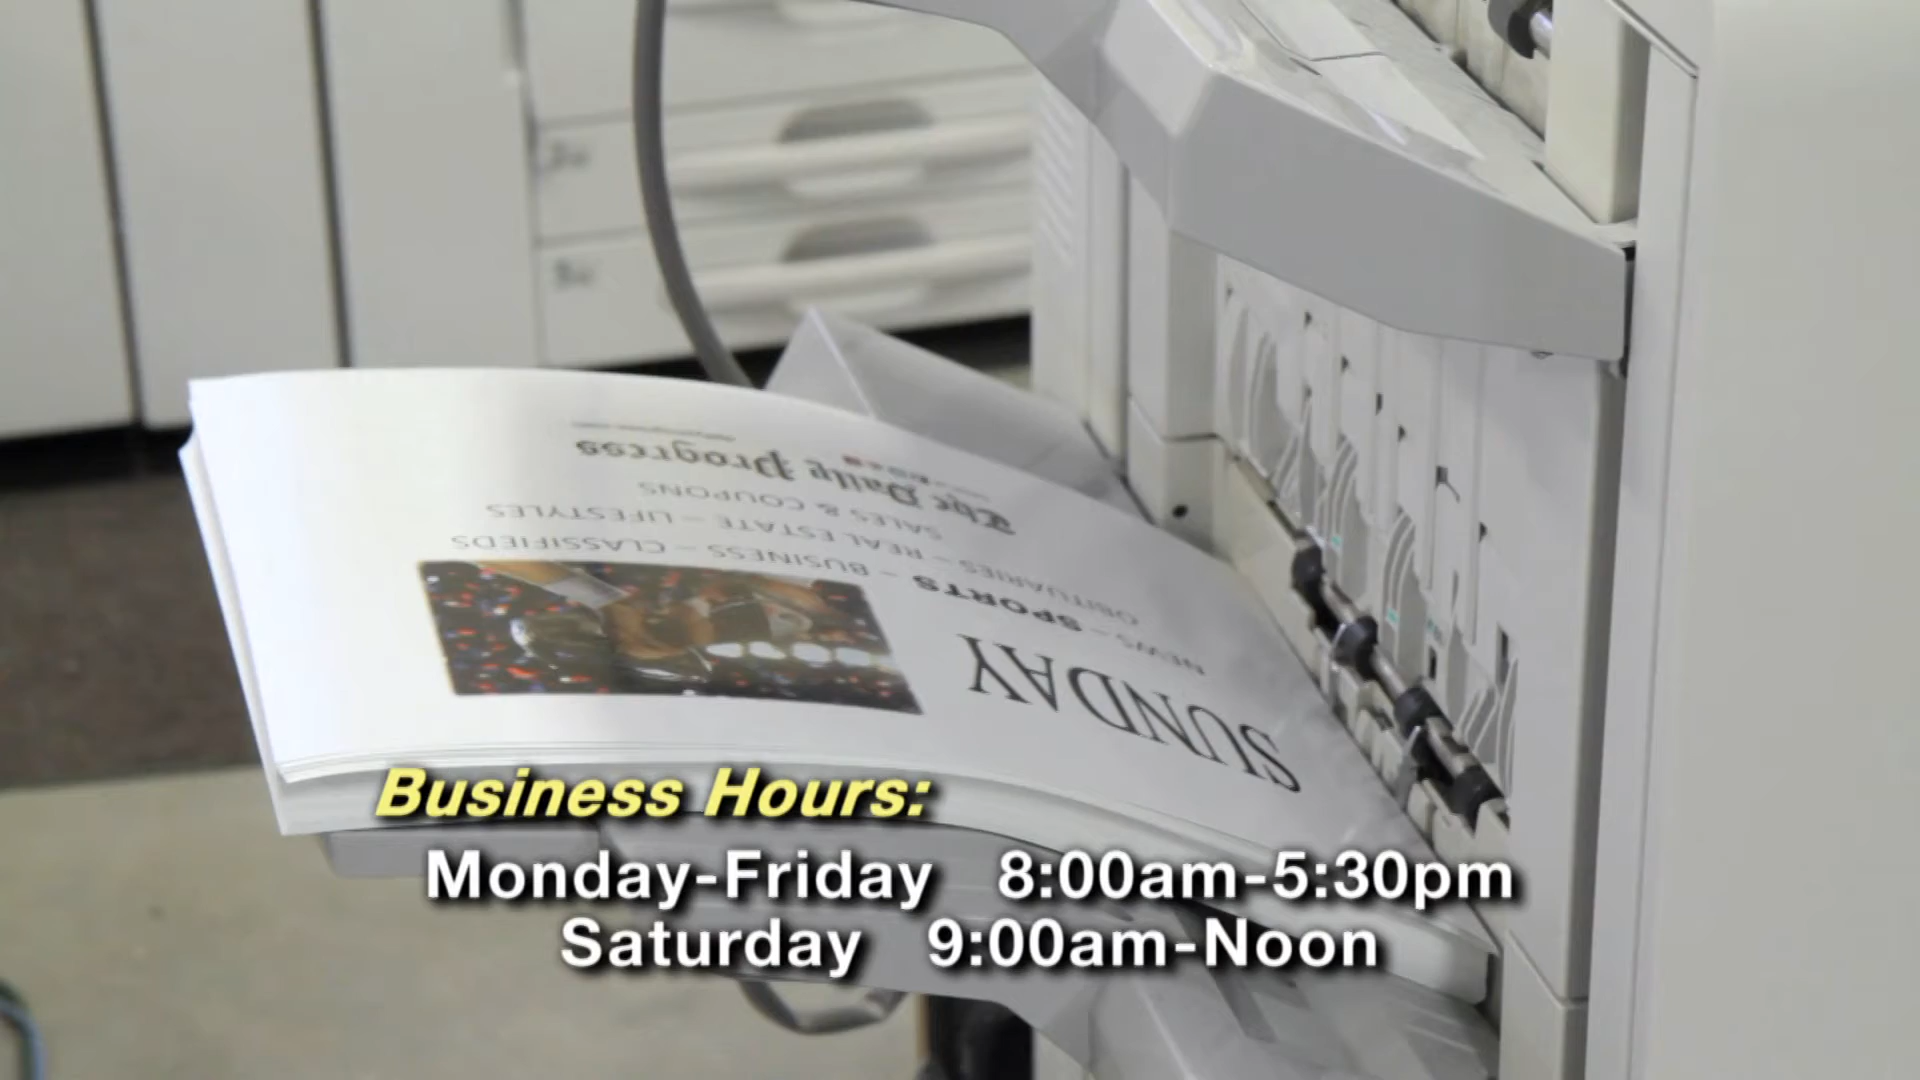 The Daily Progress
SALES & COUPONS
OBITUARIES – REAL ESTATE – LIFESTYLES
NEWS – SPORTS – BUSINESS – CLASSIFIEDS
SUNDAY
Business Hours:
Monday-Friday 8:00am-5:30pm
Saturday 9:00am-Noon